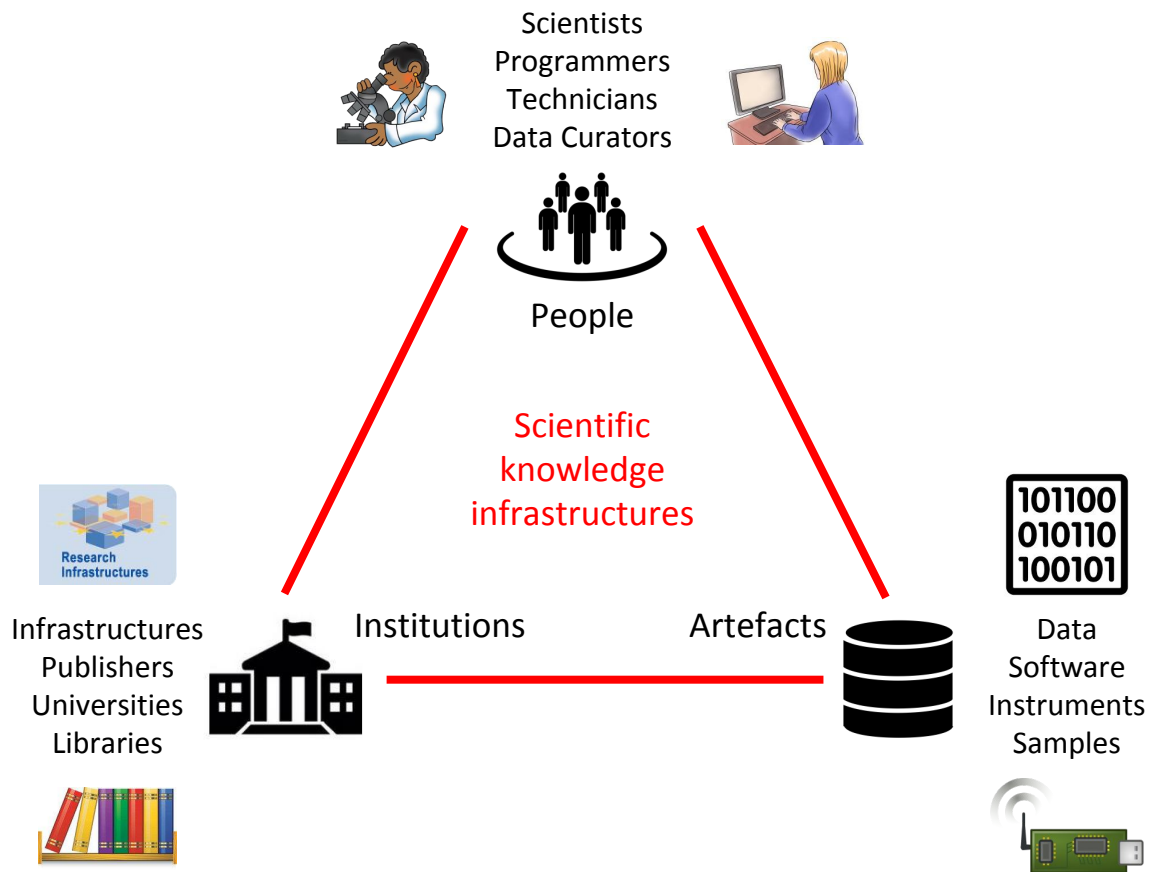 Scientists
Programmers
Technicians
Data Curators
People
Scientific
knowledge
infrastructures
Research
Infrastructures
Institutions
Infrastructures
Publishers
Universities
Libraries
Artefacts
101100
010110
100101
Data
Software
Instruments
Samples